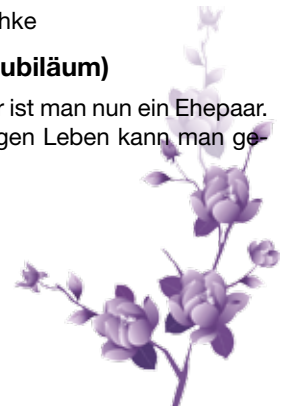 hke
ubiläum)
r ist man nun ein Ehepaar.
gen Leben kann man ge-